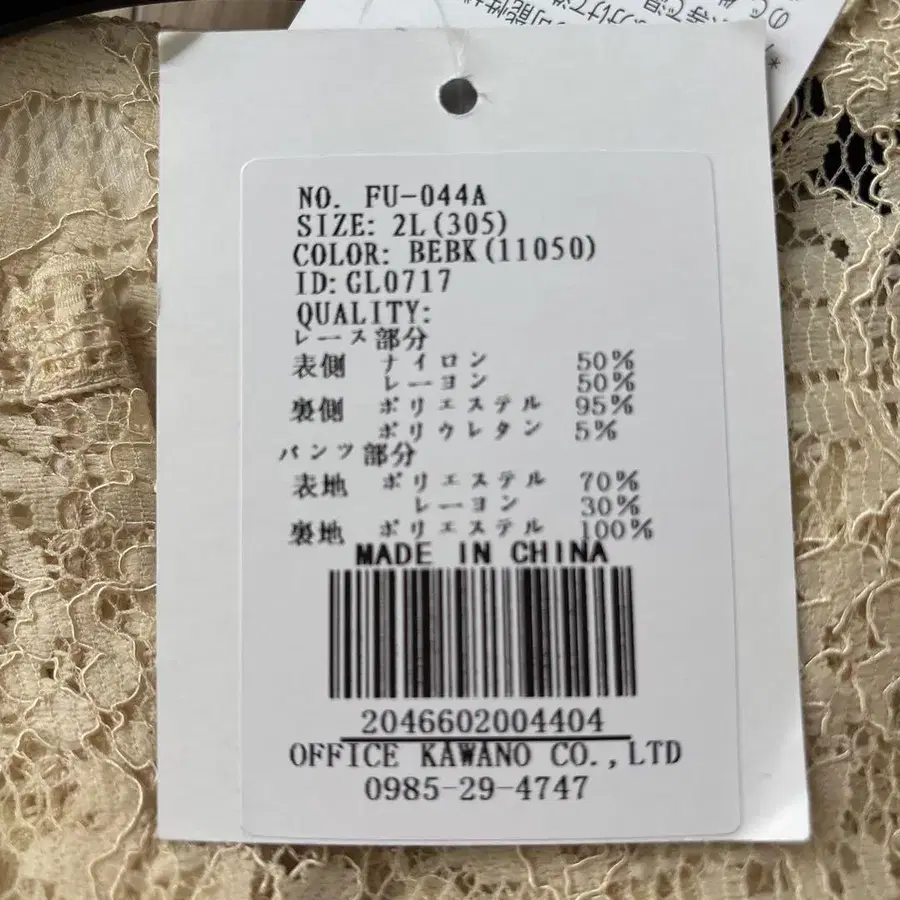 NO. FU-044A
SIZE: 2L(305)
COLOR: BEBK(11050)
ID:GL0717
QUALITY:
レース部分
表側 ナイロン 50%
レーヨン 50%
裏側 ポリエステル 95%
ポリウレタン 5%
パンツ部分
表地 ポリエステル 70%
レーヨン 30%
裏地 ポリエステル 100%
MADE IN CHINA
2046602004404
OFFICE KAWANO CO.,LTD
0985-29-4747